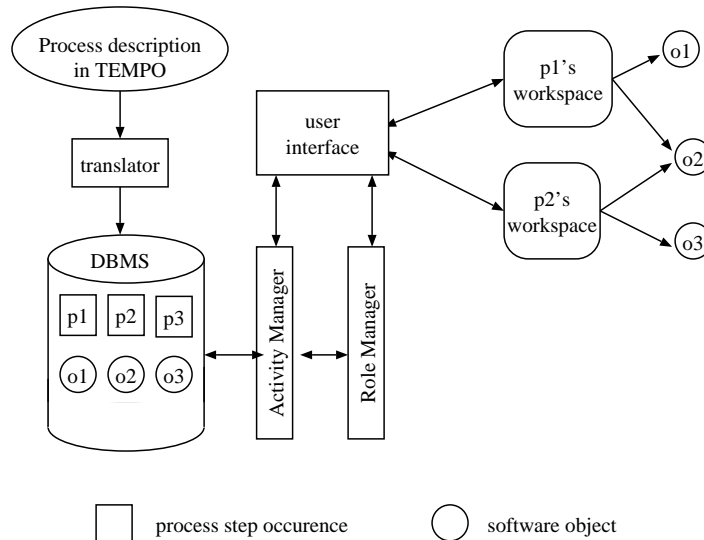 Process description
in TEMPO
translator
DBMS
p1 p2 p3
o1 o2 o3
user
interface
Activity Manager
Role Manager
p1's
workspace
p2's
workspace
o1
o2
o3
process step occurence
software object